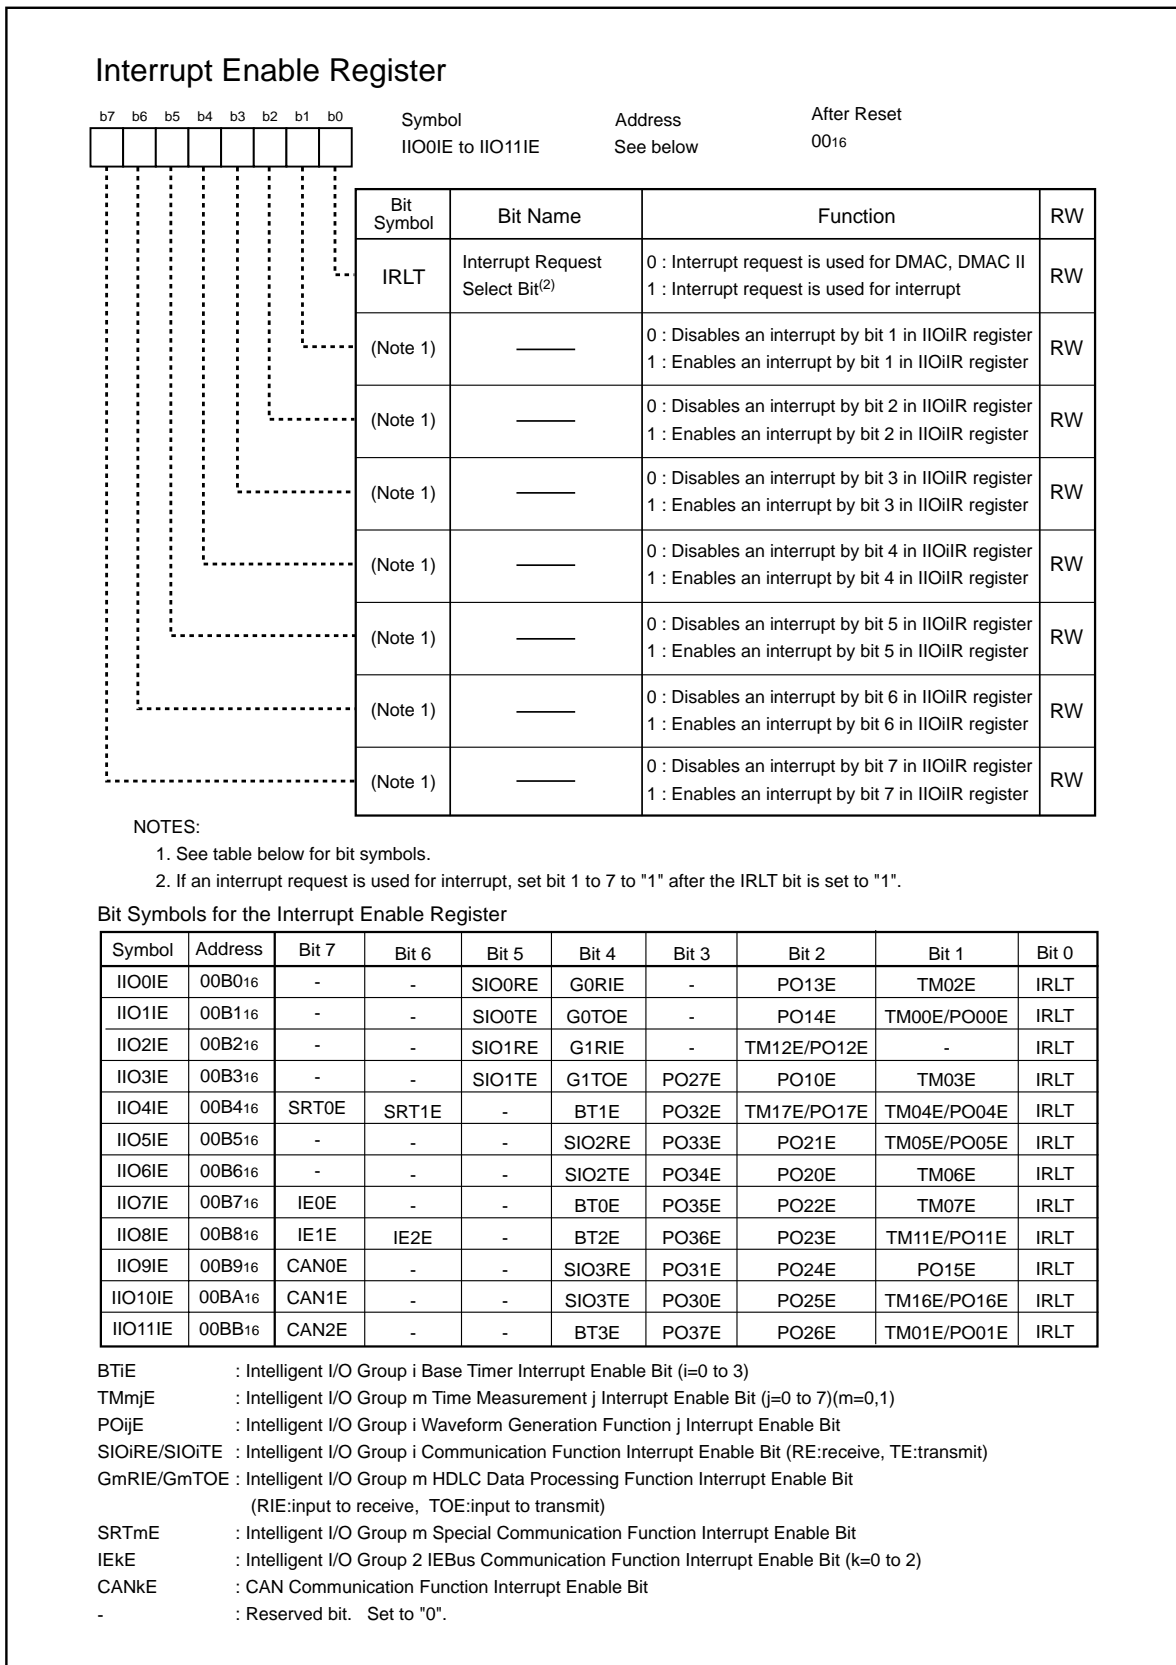 Interrupt Enable Register
b7 b6 b5 b4 b3 b2 b1 b0
Symbol Address After Reset
IIO0IE to IIO11IE See below 0016
Bit Symbol Bit Name Function RW
IRLT Interrupt Request Select Bit(2) 0 : Interrupt request is used for DMAC, DMAC II
1 : Interrupt request is used for interrupt RW
(Note 1) 0 : Disables an interrupt by bit 1 in IIOiIR register
1 : Enables an interrupt by bit 1 in IIOiIR register RW
(Note 1) 0 : Disables an interrupt by bit 2 in IIOiIR register
1 : Enables an interrupt by bit 2 in IIOiIR register RW
(Note 1) 0 : Disables an interrupt by bit 3 in IIOiIR register
1 : Enables an interrupt by bit 3 in IIOiIR register RW
(Note 1) 0 : Disables an interrupt by bit 4 in IIOiIR register
1 : Enables an interrupt by bit 4 in IIOiIR register RW
(Note 1) 0 : Disables an interrupt by bit 5 in IIOiIR register
1 : Enables an interrupt by bit 5 in IIOiIR register RW
(Note 1) 0 : Disables an interrupt by bit 6 in IIOiIR register
1 : Enables an interrupt by bit 6 in IIOiIR register RW
(Note 1) 0 : Disables an interrupt by bit 7 in IIOiIR register
1 : Enables an interrupt by bit 7 in IIOiIR register RW
NOTES:
1. See table below for bit symbols.
2. If an interrupt request is used for interrupt, set bit 1 to 7 to "1" after the IRLT bit is set to "1".
Bit Symbols for the Interrupt Enable Register
Symbol Address Bit 7 Bit 6 Bit 5 Bit 4 Bit 3 Bit 2 Bit 1 Bit 0
IIO0IE 00B016 - - SIO0RE G0RIE - PO13E TM02E IRLT
IIO1IE 00B116 - - SIO0TE G0TOE - PO14E TM00E/PO00E IRLT
IIO2IE 00B216 - - SIO1RE G1RIE - TM12E/PO12E - IRLT
IIO3IE 00B316 - - SIO1TE G1TOE PO27E PO10E TM03E IRLT
IIO4IE 00B416 SRT0E SRT1E - BT1E PO32E TM17E/PO17E TM04E/PO04E IRLT
IIO5IE 00B516 - - - SIO2RE PO33E PO21E TM05E/PO05E IRLT
IIO6IE 00B616 - - - SIO2TE PO34E PO20E TM06E IRLT
IIO7IE 00B716 IE0E - - BT0E PO35E PO22E TM07E IRLT
IIO8IE 00B816 IE1E IE2E - BT2E PO36E PO23E TM11E/PO11E IRLT
IIO9IE 00B916 CAN0E - - SIO3RE PO31E PO24E PO15E IRLT
IIO10IE 00BA16 CAN1E - - SIO3TE PO30E PO25E TM16E/PO16E IRLT
IIO11IE 00BB16 CAN2E - - BT3E PO37E PO26E TM01E/PO01E IRLT
BTiE : Intelligent I/O Group i Base Timer Interrupt Enable Bit (i=0 to 3)
TMmjE : Intelligent I/O Group m Time Measurement j Interrupt Enable Bit (j=0 to 7)(m=0,1)
POijE : Intelligent I/O Group i Waveform Generation Function j Interrupt Enable Bit
SIOiRE/SIOiTE : Intelligent I/O Group i Communication Function Interrupt Enable Bit (RE:receive, TE:transmit)
GmRIE/GmTOE : Intelligent I/O Group m HDLC Data Processing Function Interrupt Enable Bit
(RIE:input to receive, TOE:input to transmit)
SRTmE : Intelligent I/O Group m Special Communication Function Interrupt Enable Bit
IEkE : Intelligent I/O Group 2 IEBus Communication Function Interrupt Enable Bit (k=0 to 2)
CANkE : CAN Communication Function Interrupt Enable Bit
- : Reserved bit. Set to "0".